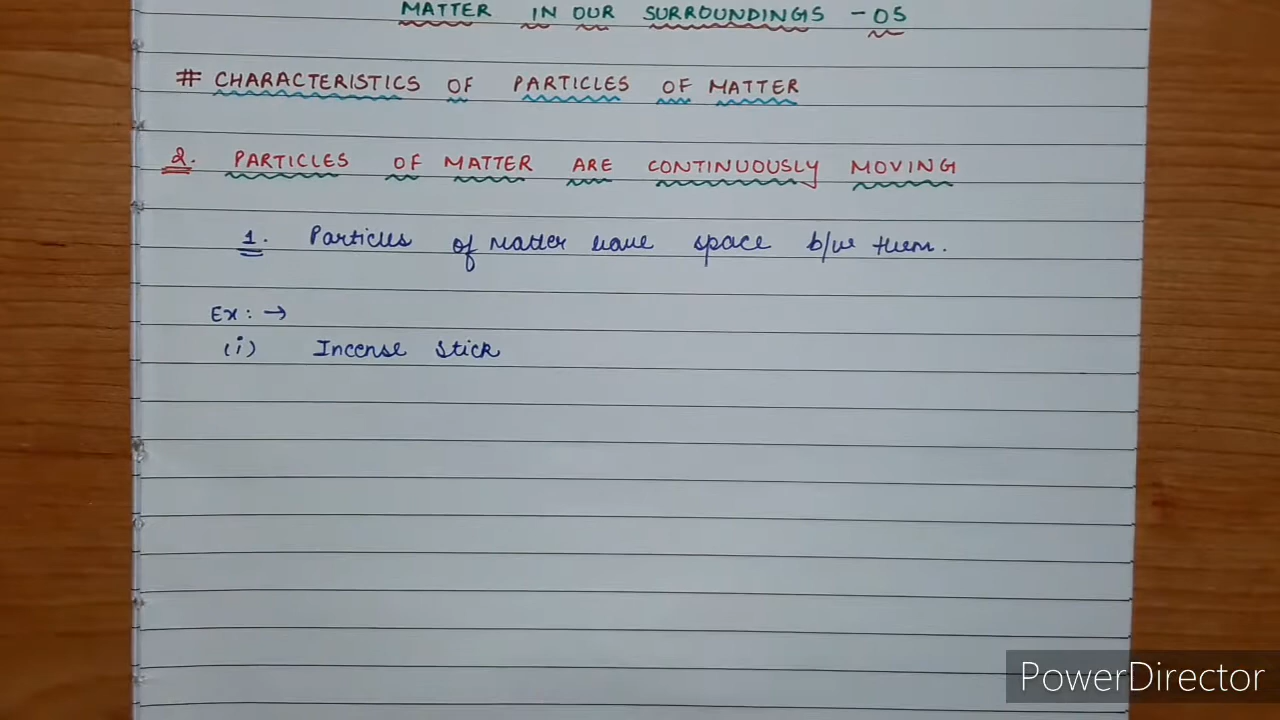 MATTER IN OUR SURROUNDINGS - 05
# CHARACTERISTICS OF PARTICLES OF MATTER
2. PARTICLES OF MATTER ARE CONTINUOUSLY MOVING
1. Particles of matter have space b/w them.
Ex: →
(i) Incense stick
PowerDirector